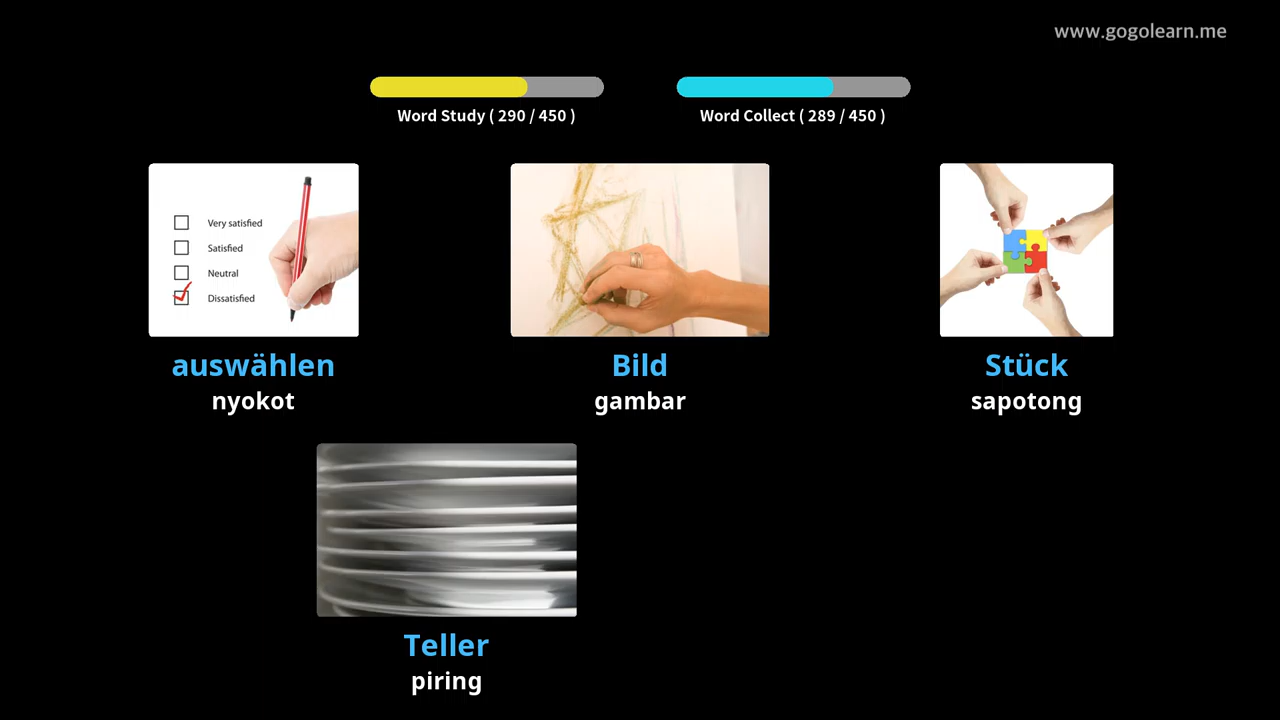 www.gogolearn.me
Word Study ( 290 / 450 )
Word Collect ( 289 / 450 )
Very satisfied
Satisfied
Neutral
Dissatisfied
auswählen
nyokot
Bild
gambar
Stück
sapotong
Teller
piring